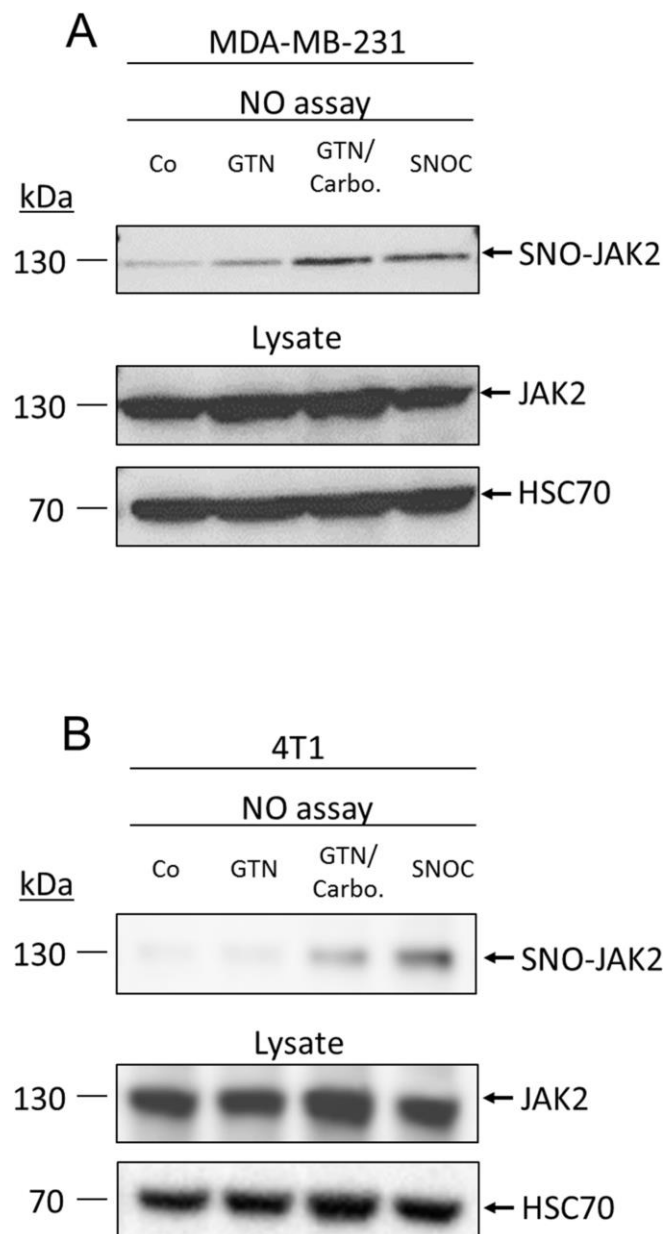 A
MDA-MB-231
NO assay
Co GTN GTN/ Carbo. SNOC
kDa
130 SNO-JAK2
Lysate
130 JAK2
70 HSC70
B
4T1
NO assay
Co GTN GTN/ Carbo. SNOC
kDa
130 SNO-JAK2
Lysate
130 JAK2
70 HSC70